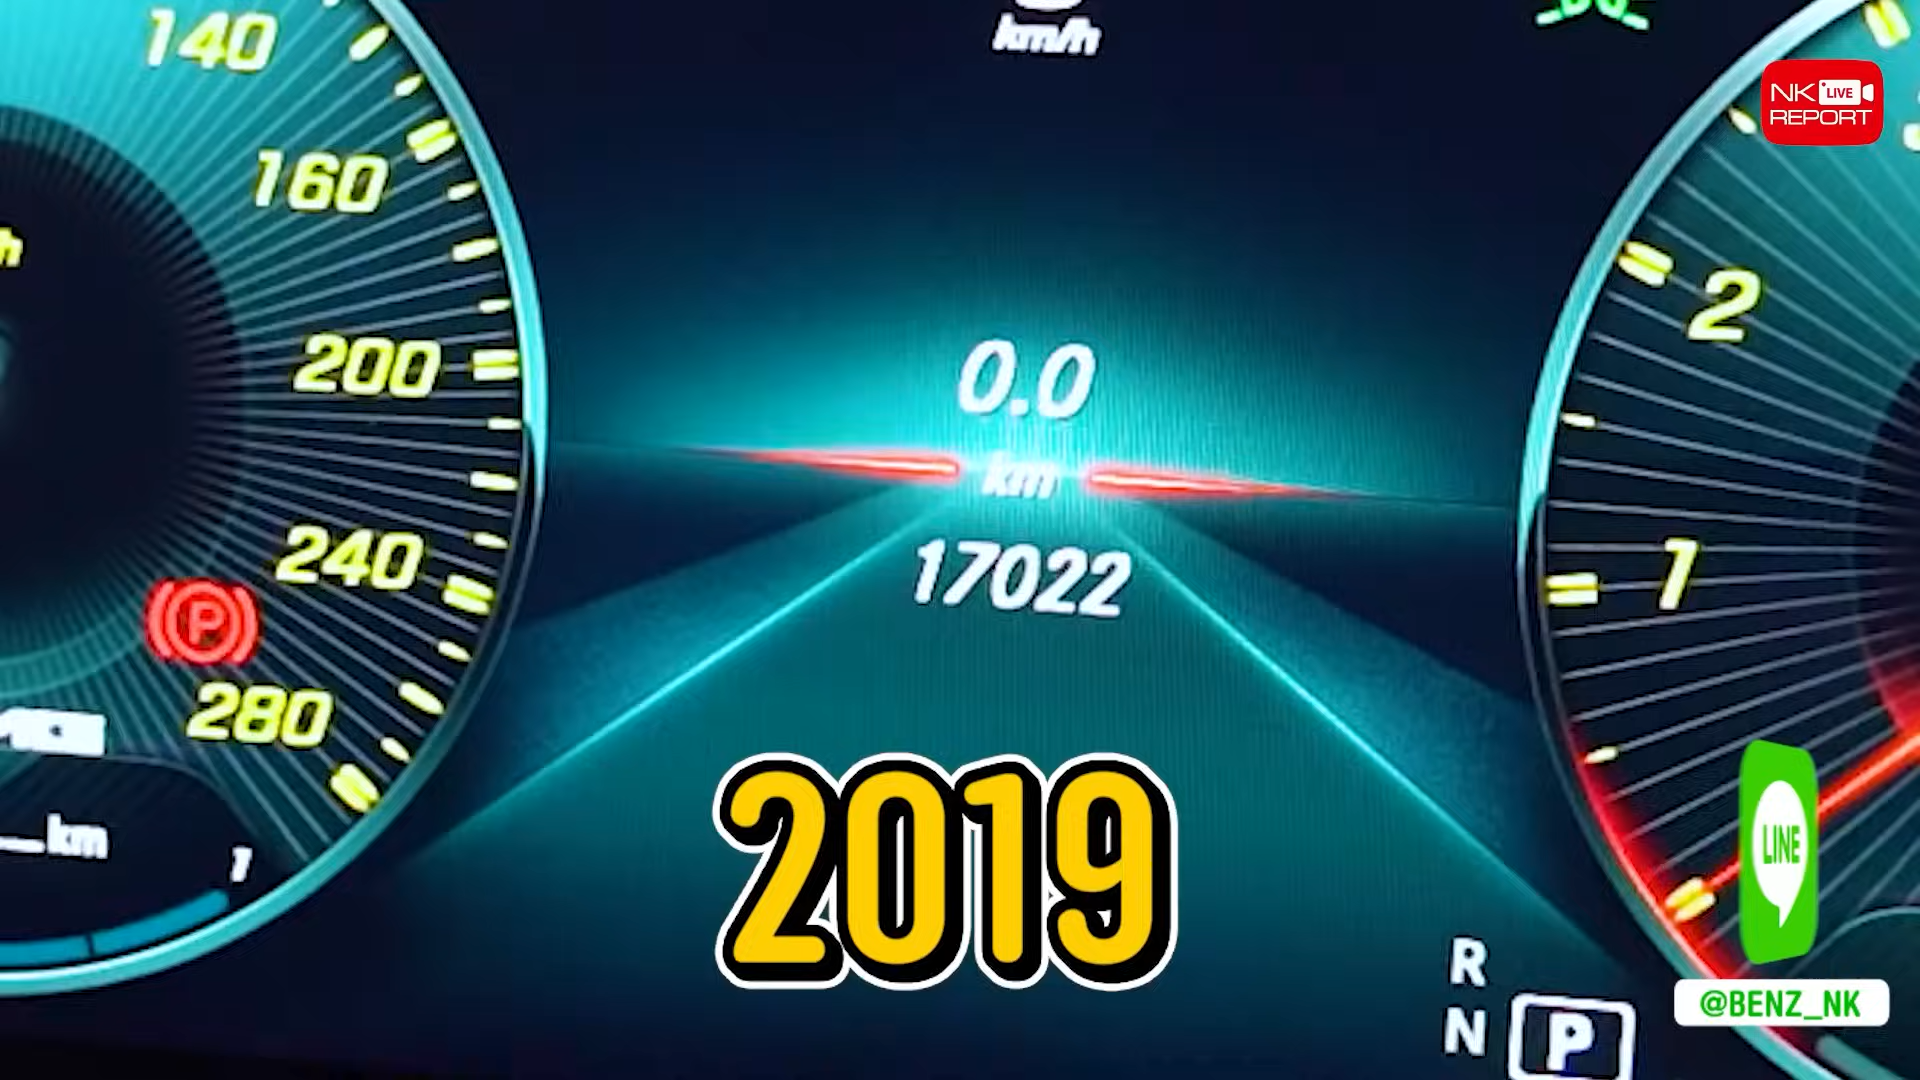 140
km/h
NK LIVE
REPORT
160
200
2
0.0
km
17022
1
240
P
280
km
1
2019
LINE
R
N
P
@BENZ_NK